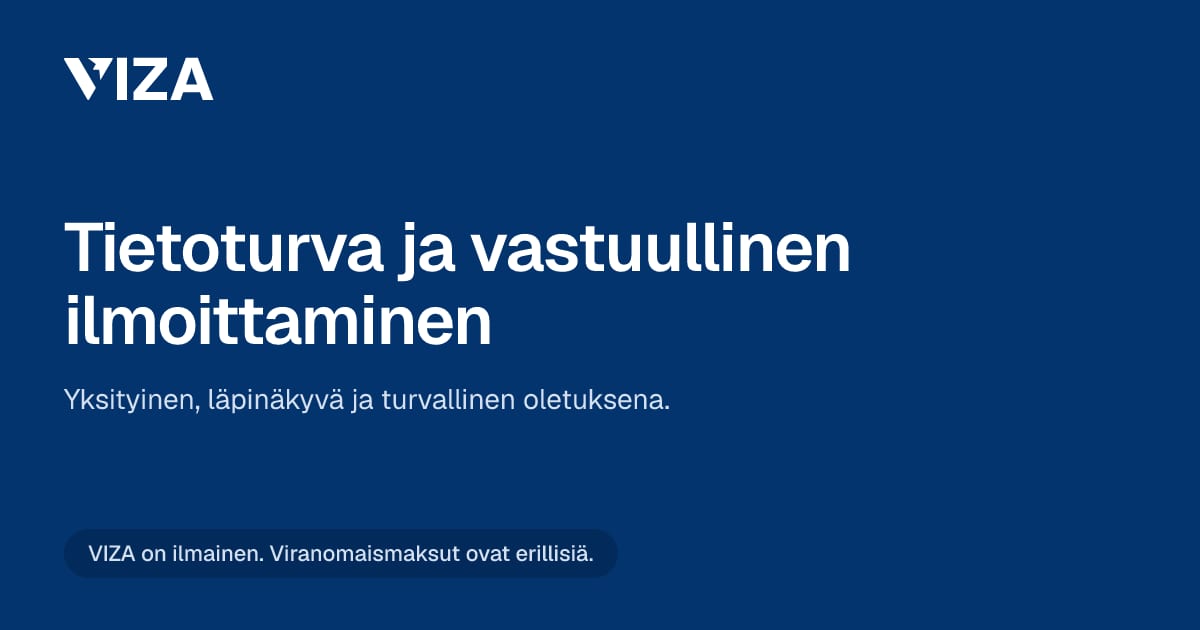 VIZA
Tietoturva ja vastuullinen
ilmoittaminen
Yksityinen, läpinäkyvä ja turvallinen oletuksena.
VIZA on ilmainen. Viranomaismaksut ovat erillisiä.